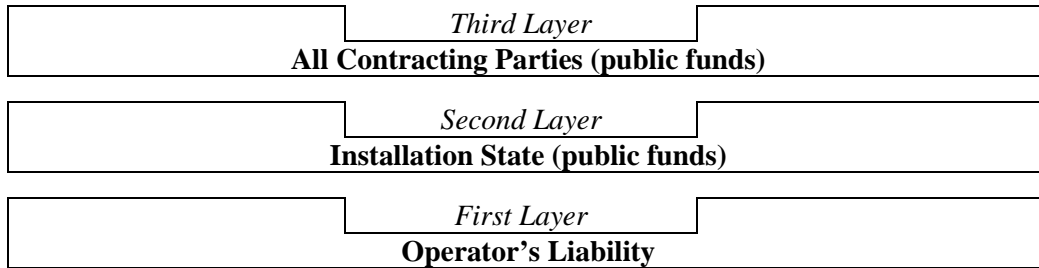 Third Layer
All Contracting Parties (public funds)
Second Layer
Installation State (public funds)
First Layer
Operator’s Liability